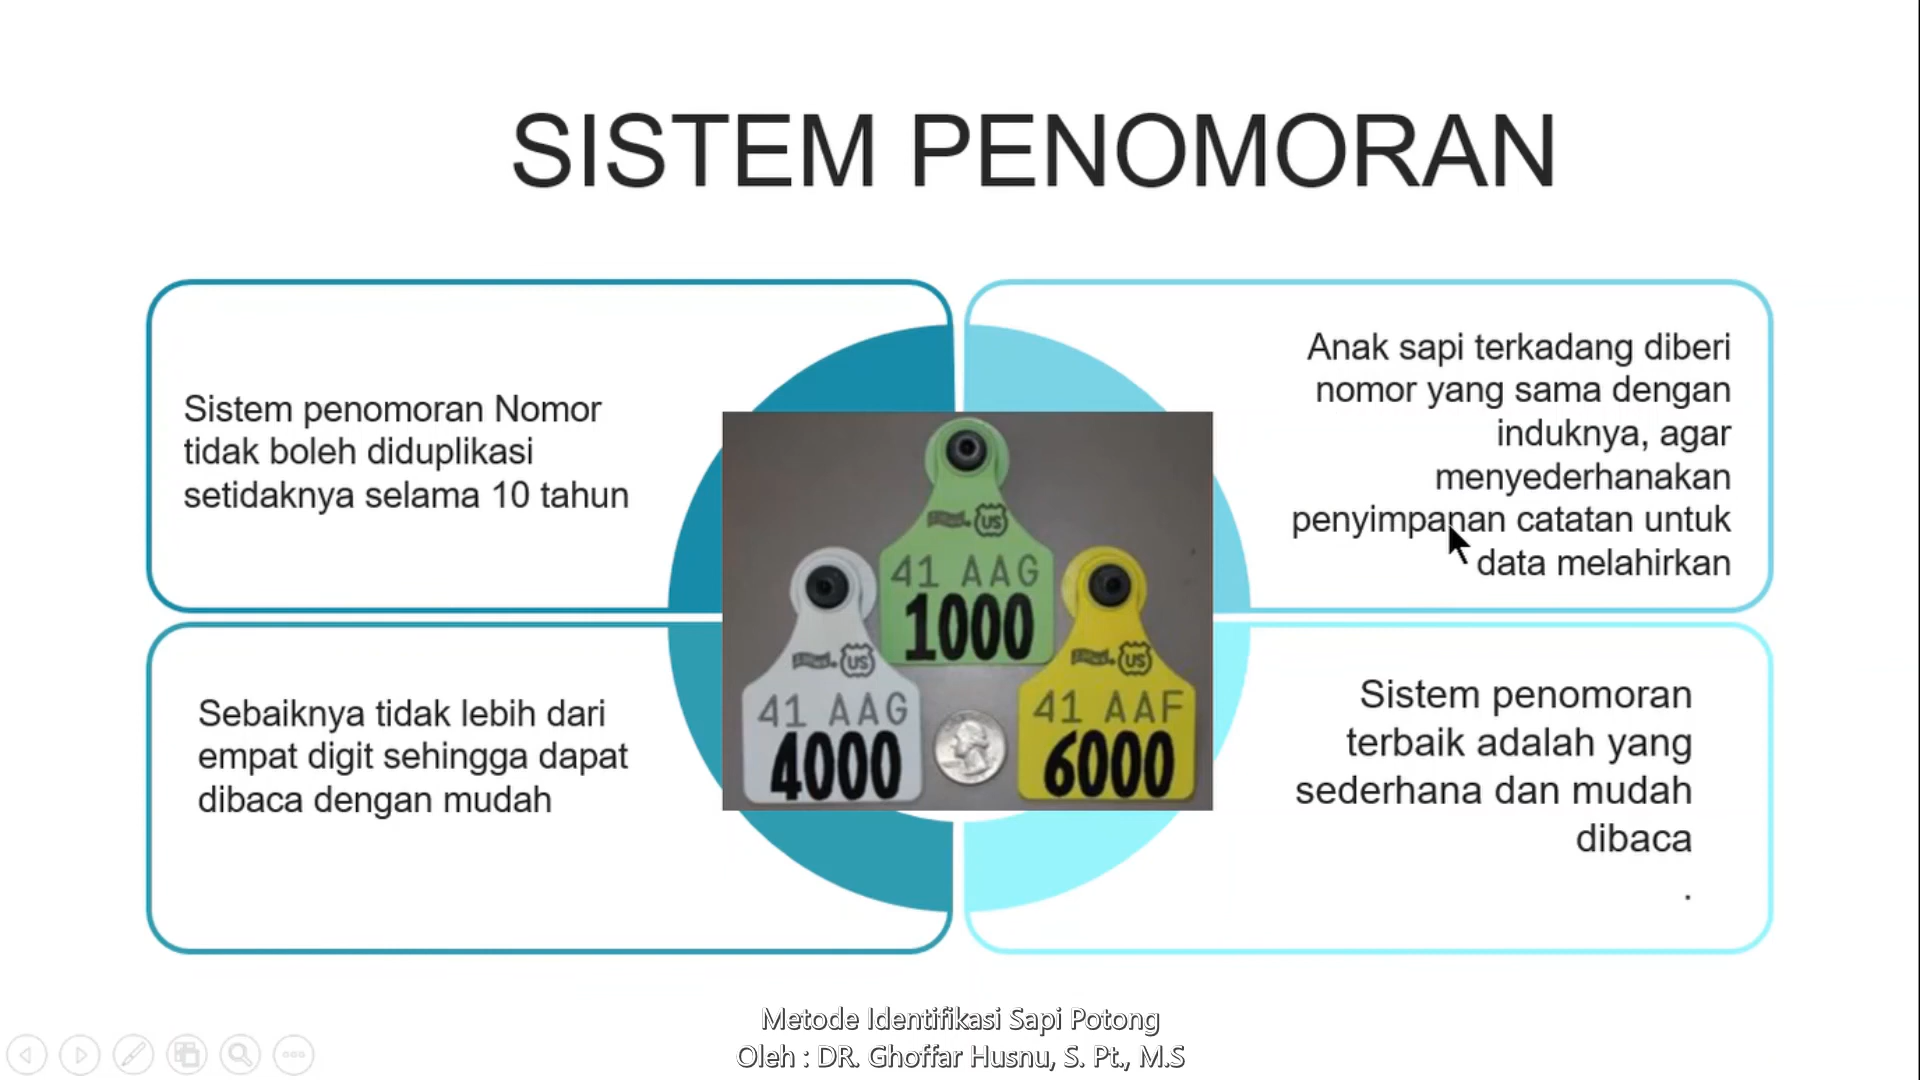 SISTEM PENOMORAN
Sistem penomoran Nomor
tidak boleh diduplikasi
setidaknya selama 10 tahun
Anak sapi terkadang diberi
nomor yang sama dengan
induknya, agar
menyederhanakan
penyimpanan catatan untuk
data melahirkan
Sebaiknya tidak lebih dari
empat digit sehingga dapat
dibaca dengan mudah
Sistem penomoran
terbaik adalah yang
sederhana dan mudah
dibaca
.
US
41 AAG
1000
US
41 AAG
4000
US
41 AAF
6000
Metode Identifikasi Sapi Potong
Oleh : DR. Ghoffar Husnu, S. Pt., M.S